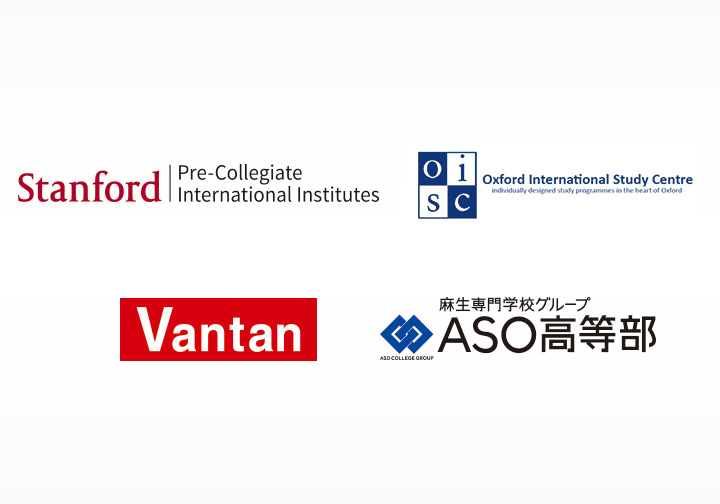 Stanford
Pre-Collegiate
International Institutes
o i
s c
Oxford International Study Centre
individually designed study programmes in the heart of Oxford
Vantan
麻生専門学校グループ
ASO高等部
ASO COLLEGE GROUP